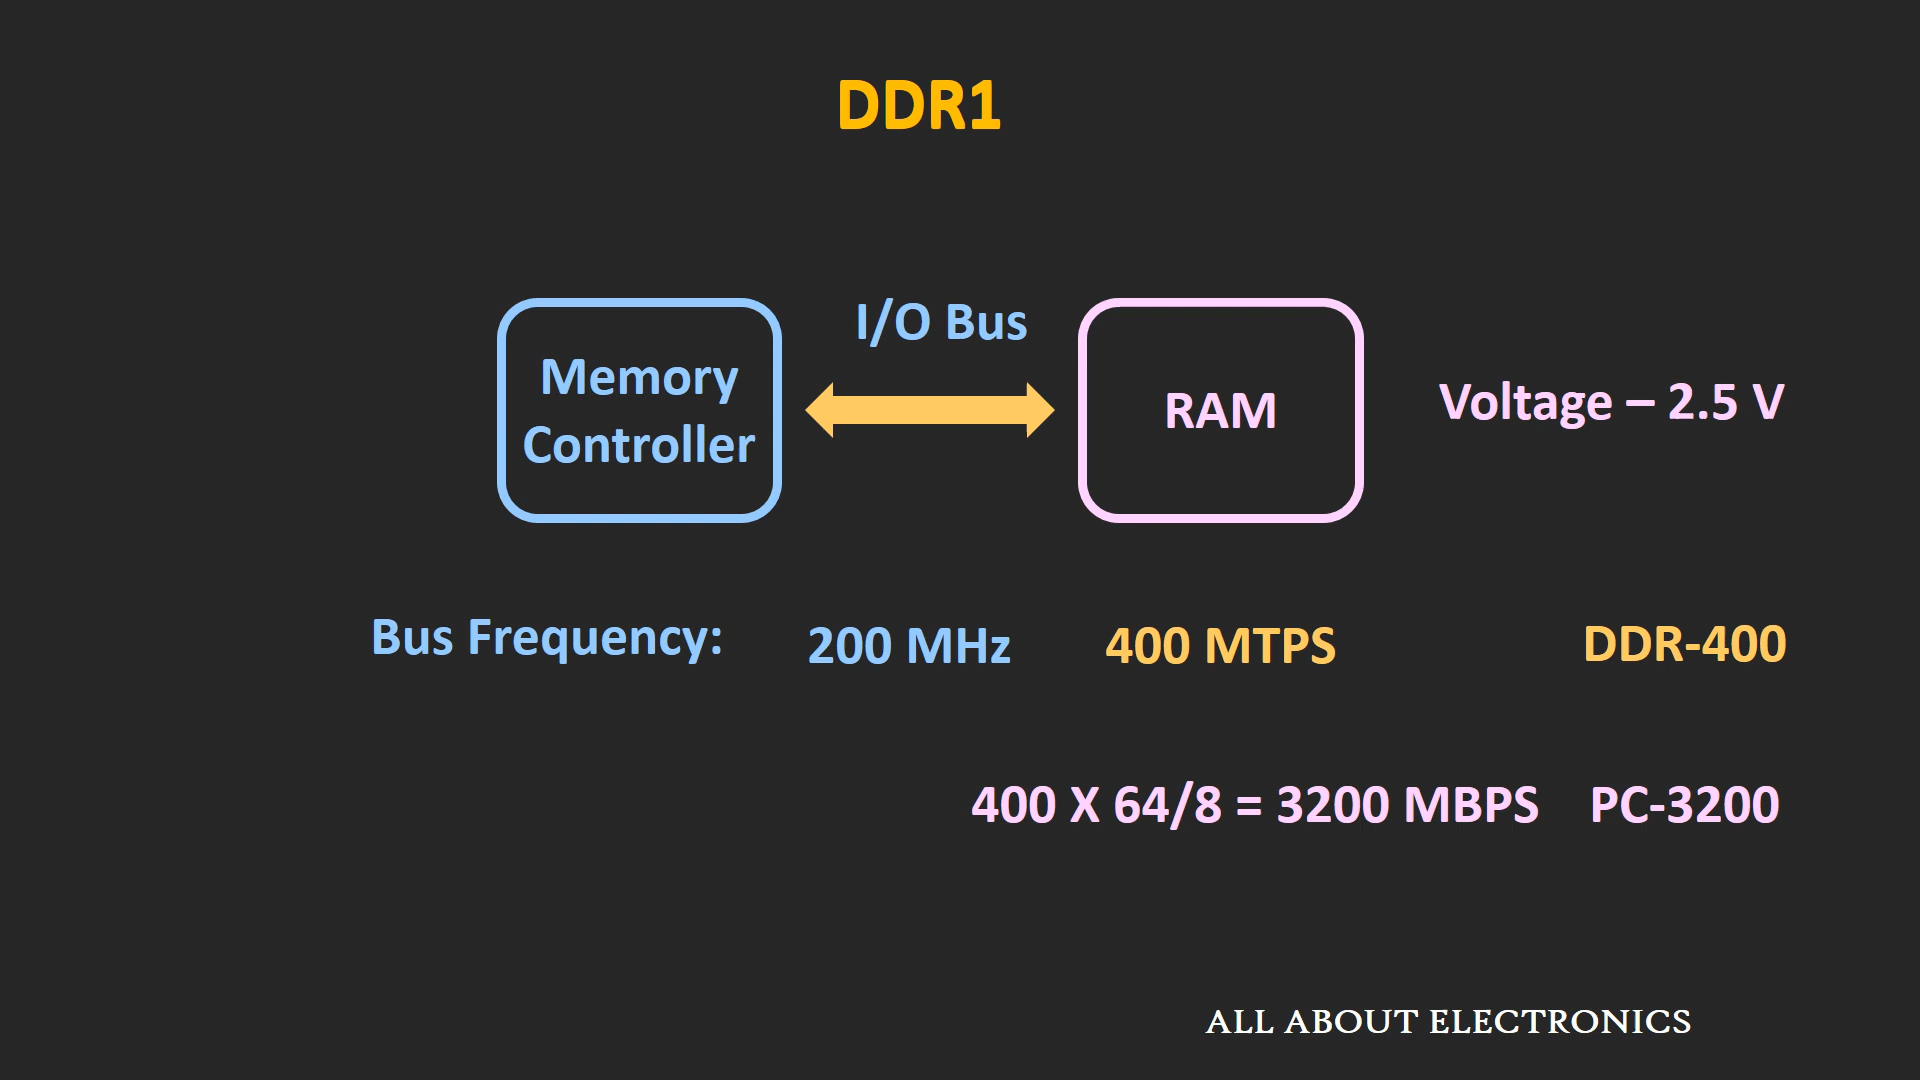 DDR1
I/O Bus
Memory
Controller
RAM
Voltage – 2.5 V
Bus Frequency:
200 MHz
400 MTPS
DDR-400
400 X 64/8 = 3200 MBPS
PC-3200
ALL ABOUT ELECTRONICS